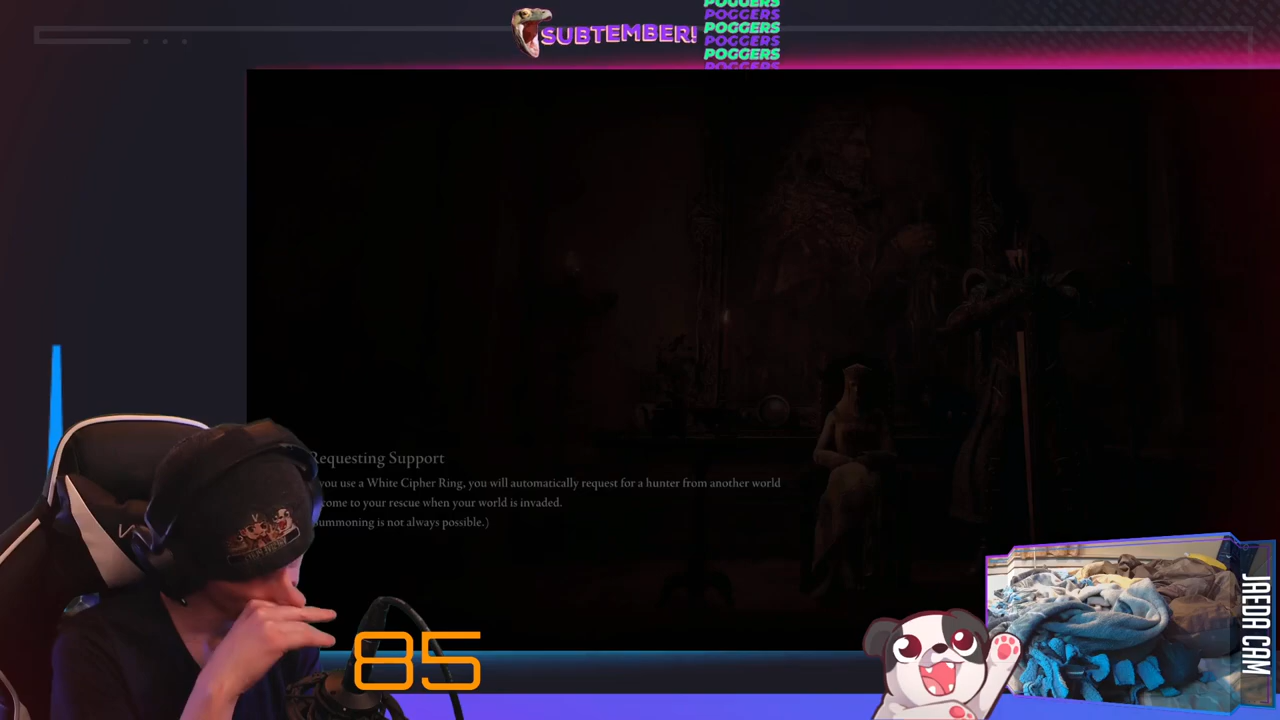 SUBTEMBER!
POGGERS
POGGERS
POGGERS
POGGERS
POGGERS
POGGERS
Requesting Support
you use a White Cipher Ring, you will automatically request for a hunter from another world
come to your rescue when your world is invaded.
Summoning is not always possible.)
85
JAEDA CAM